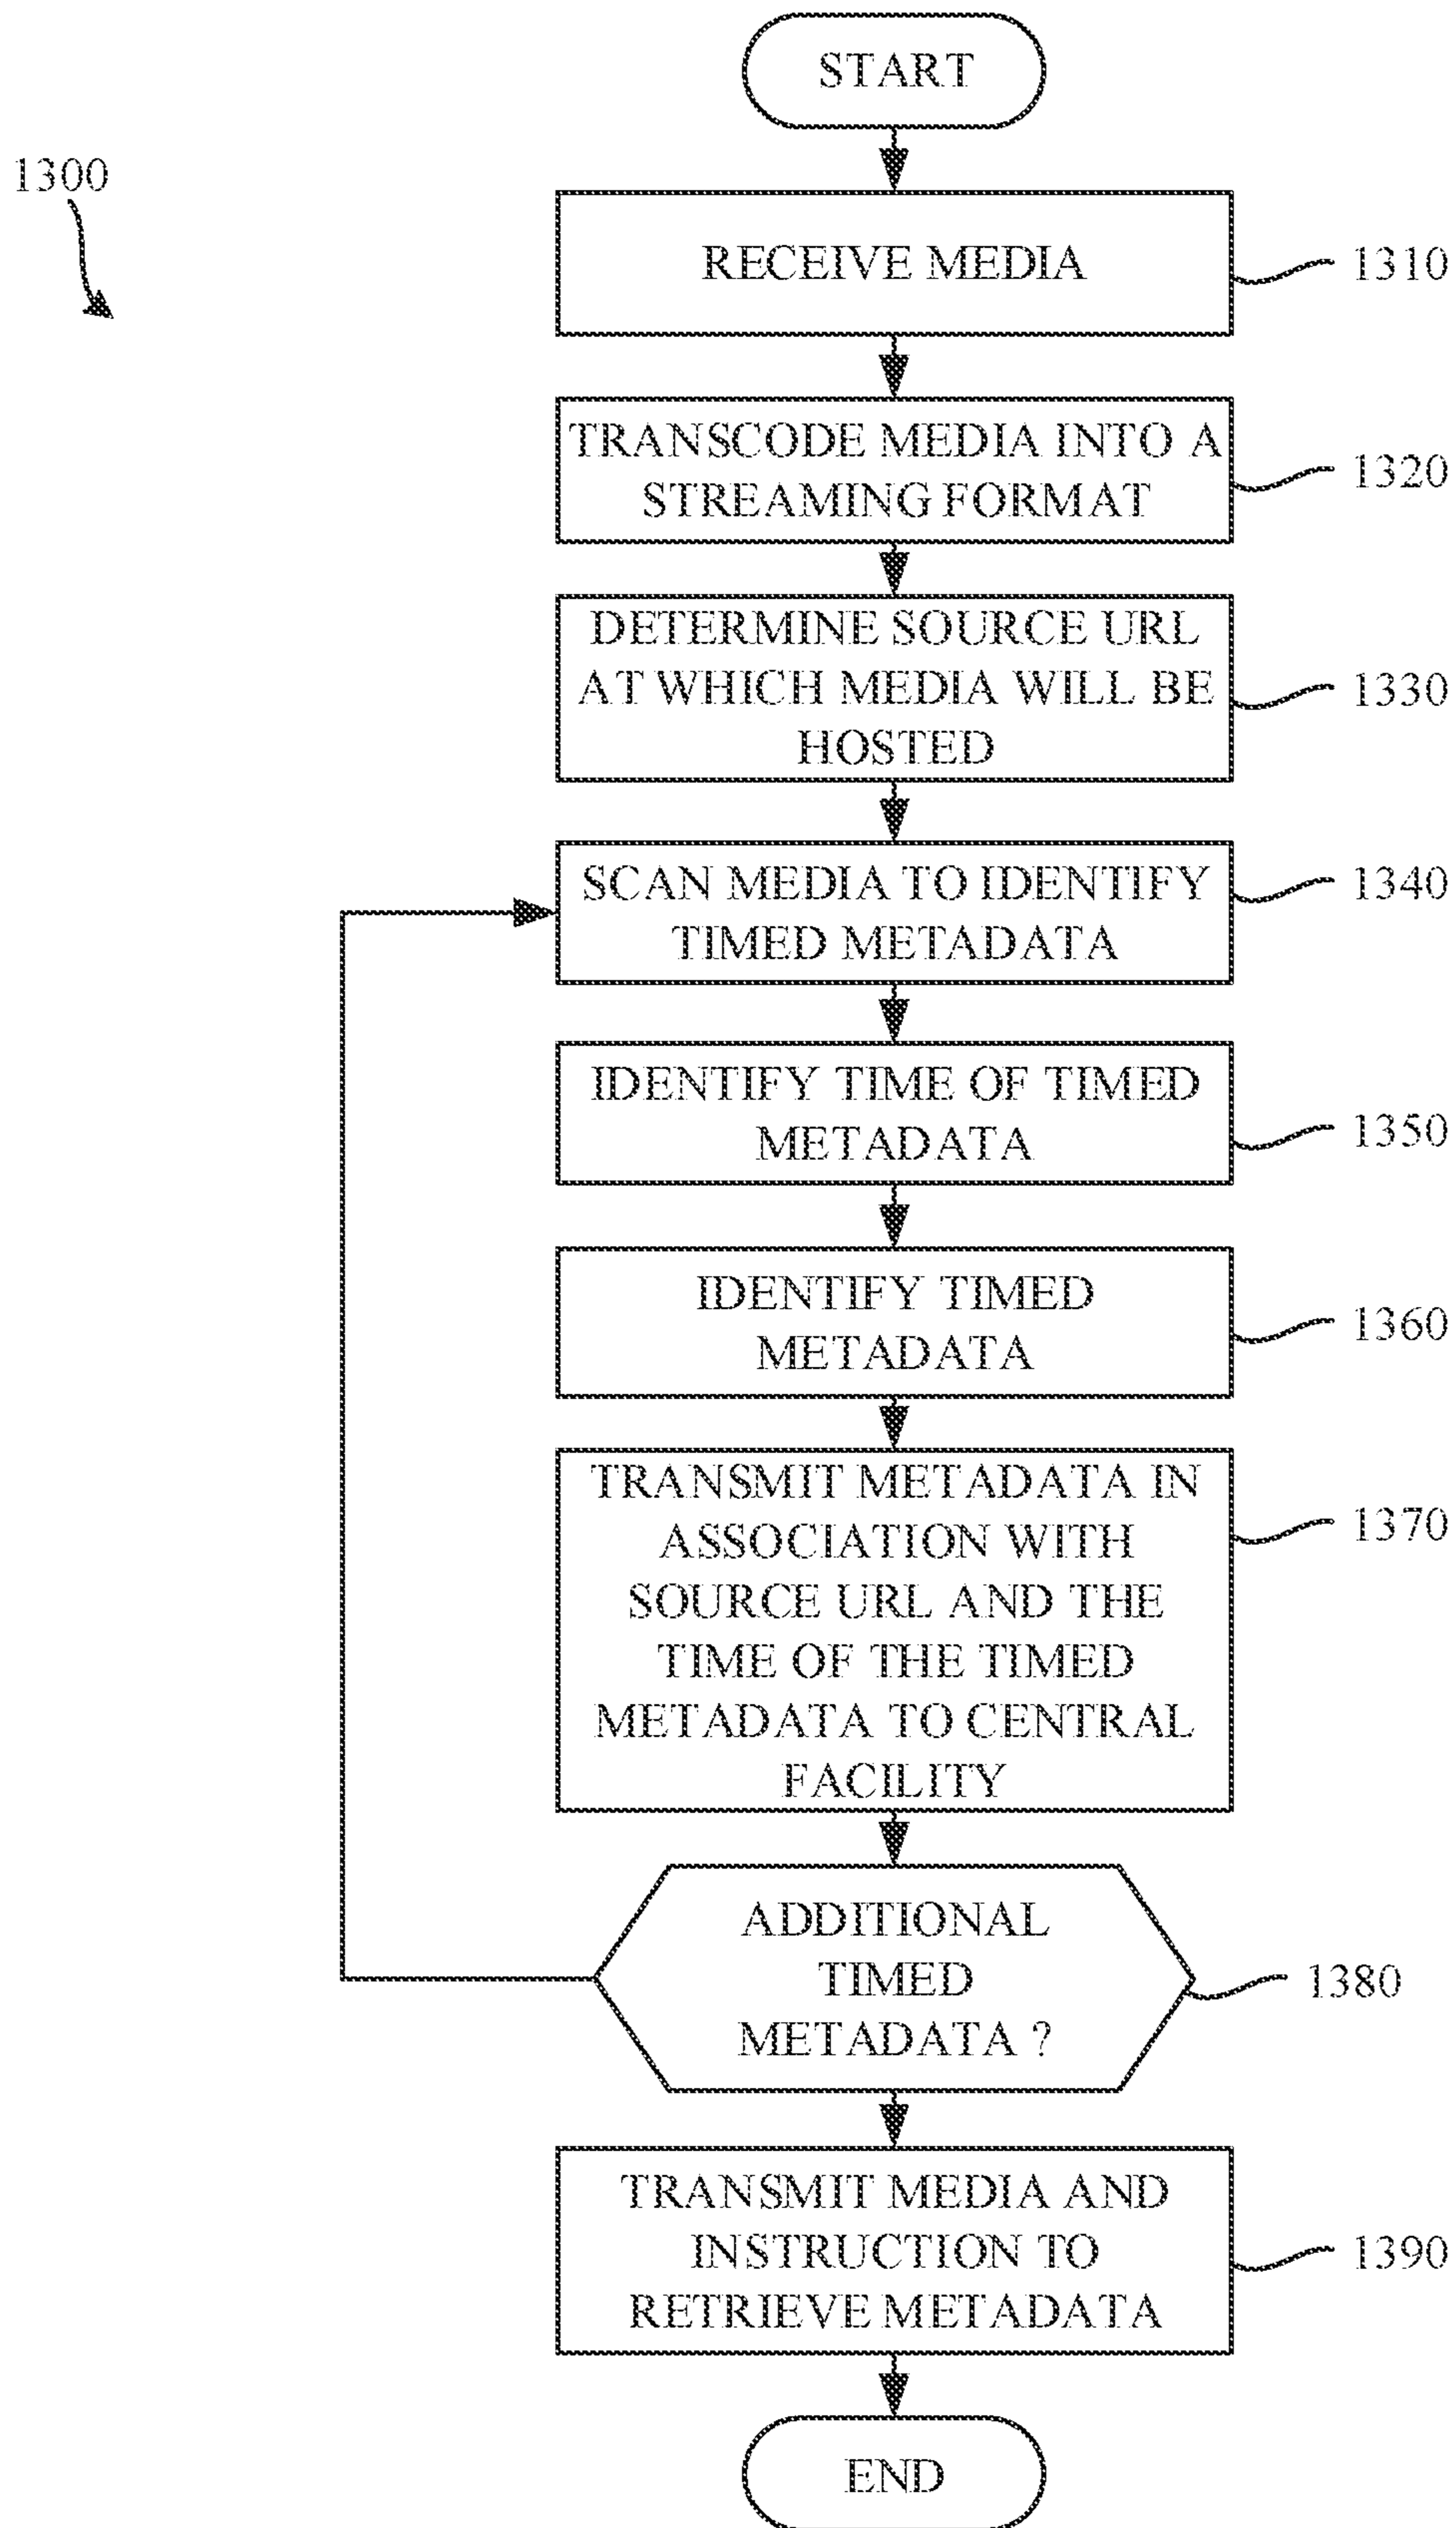 START
1300
RECEIVE MEDIA
1310
TRANSCODE MEDIA INTO A
STREAMING FORMAT
1320
DETERMINE SOURCE URL
AT WHICH MEDIA WILL BE
HOSTED
1330
SCAN MEDIA TO IDENTIFY
TIMED METADATA
1340
IDENTIFY TIME OF TIMED
METADATA
1350
IDENTIFY TIMED
METADATA
1360
TRANSMIT METADATA IN
ASSOCIATION WITH
SOURCE URL AND THE
TIME OF THE TIMED
METADATA TO CENTRAL
FACILITY
1370
ADDITIONAL
TIMED
METADATA ?
1380
TRANSMIT MEDIA AND
INSTRUCTION TO
RETRIEVE METADATA
1390
END